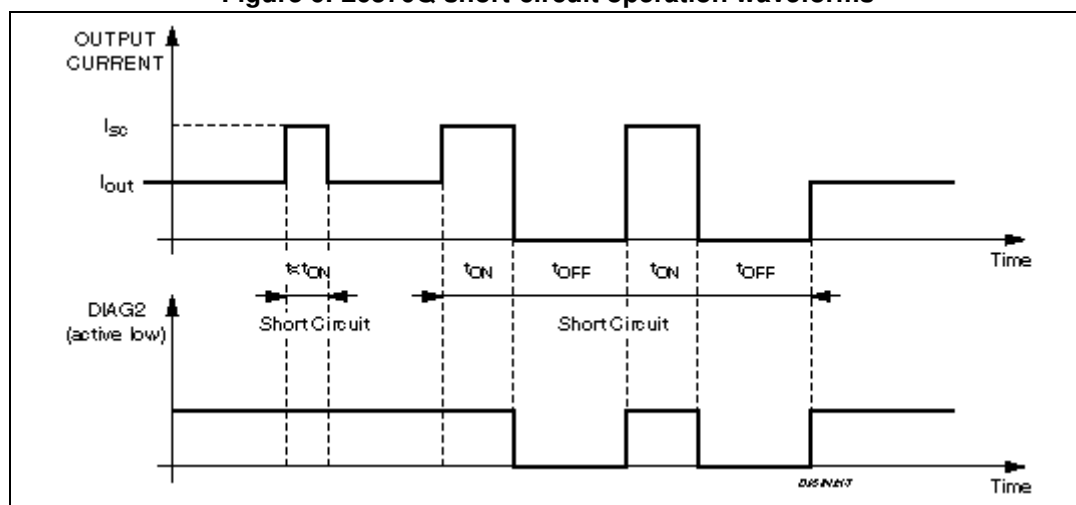 OUTPUT
CURRENT
Isc
Iout
Time
t<tON
tON
tOFF
tON
tOFF
DIAG2
(active low)
Short Circuit
Short Circuit
Time